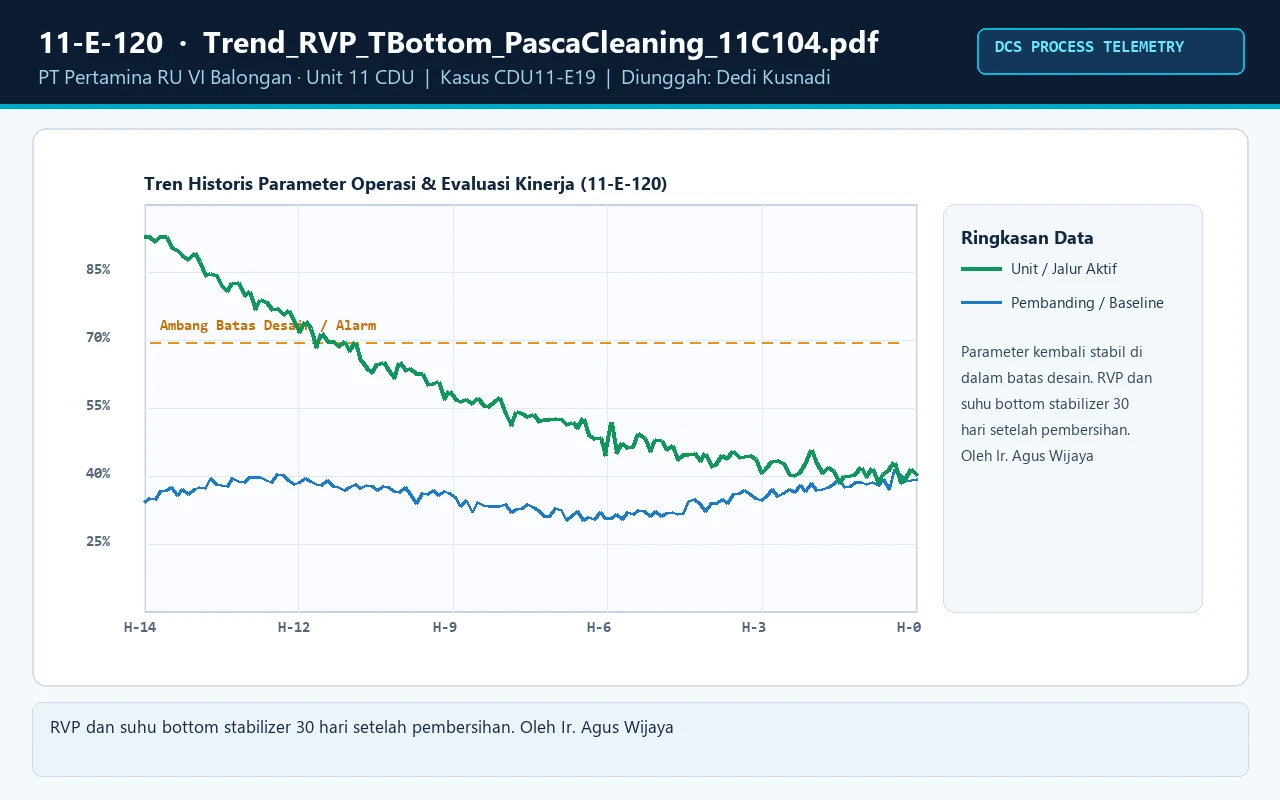 11-E-120 · Trend_RVP_TBottom_PascaCleaning_11C104.pdf
PT Pertamina RU VI Balongan · Unit 11 CDU | Kasus CDU11-E19 | Diunggah: Dedi Kusnadi
DCS PROCESS TELEMETRY
Tren Historis Parameter Operasi & Evaluasi Kinerja (11-E-120)
85%
70%
55%
40%
25%
Ambang Batas Desain / Alarm
H-14
H-12
H-9
H-6
H-3
H-0
Ringkasan Data
Unit / Jalur Aktif
Pembanding / Baseline
Parameter kembali stabil di
dalam batas desain. RVP dan
suhu bottom stabilizer 30
hari setelah pembersihan.
Oleh Ir. Agus Wijaya
RVP dan suhu bottom stabilizer 30 hari setelah pembersihan. Oleh Ir. Agus Wijaya